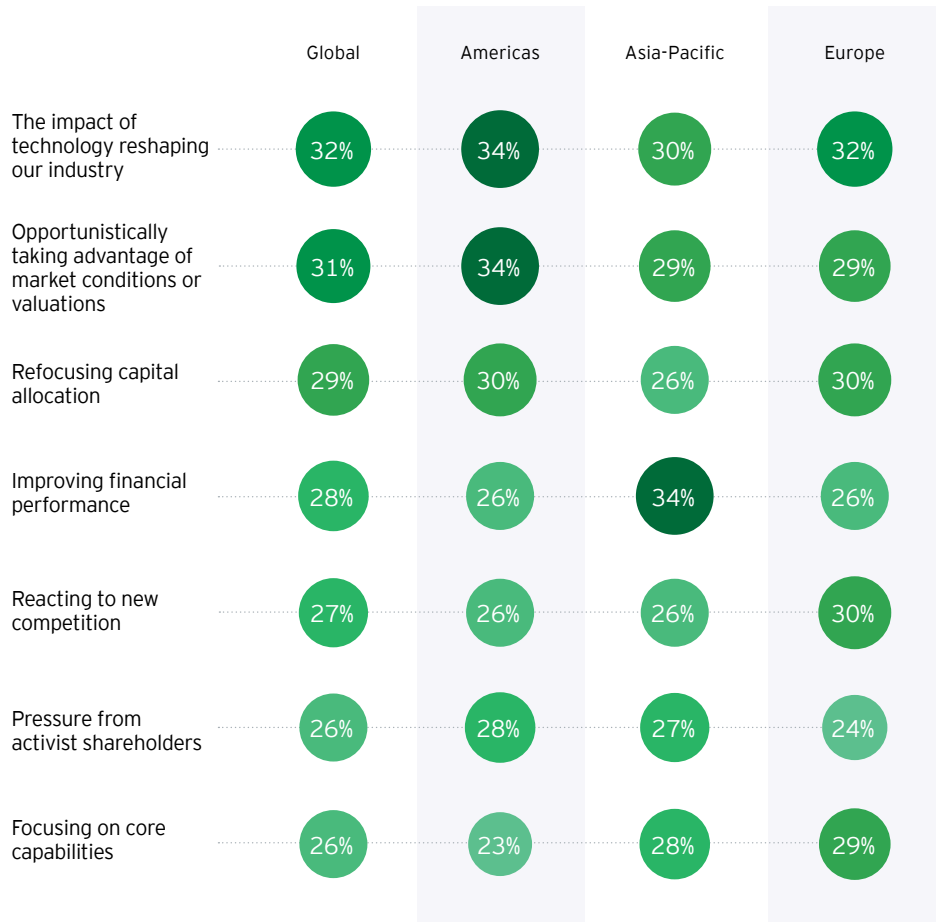 Global Americas Asia-Pacific Europe
The impact of
technology reshaping
our industry
32% 34% 30% 32%
Opportunistically
taking advantage of
market conditions or
valuations
31% 34% 29% 29%
Refocusing capital
allocation
29% 30% 26% 30%
Improving financial
performance
28% 26% 34% 26%
Reacting to new
competition
27% 26% 26% 30%
Pressure from
activist shareholders
26% 28% 27% 24%
Focusing on core
capabilities
26% 23% 28% 29%